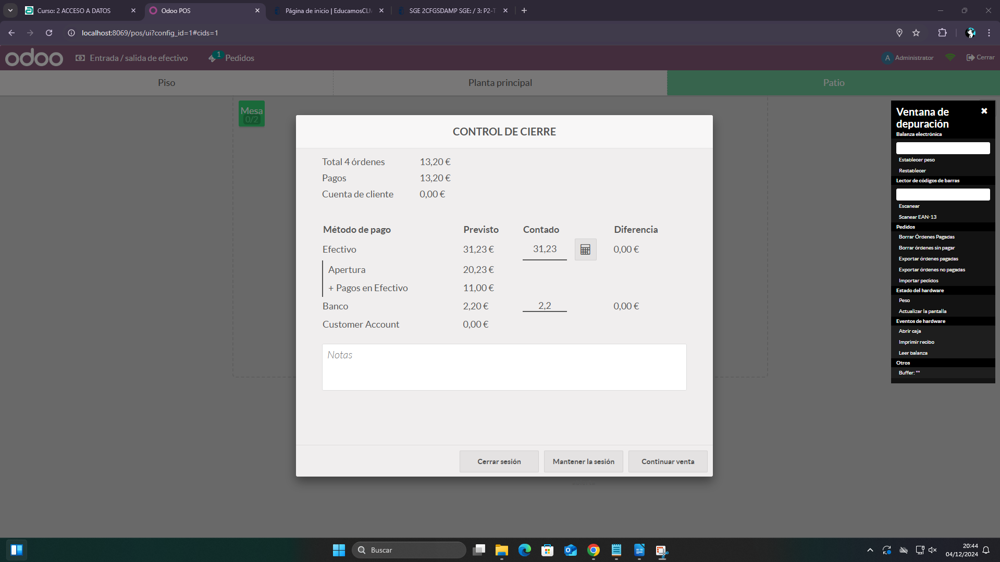 Curso: 2 ACCESO A DATOS
Odoo POS
Página de inicio | EducamosCLM
SGE 2CFGSDAMP SGE: / 3: P2-T
localhost:8069/pos/ui?config_id=1#cids=1
odoo
Entrada / salida de efectivo
1
Pedidos
A
Administrator
Cerrar
Piso
Planta principal
Patio
Mesa
0/2
CONTROL DE CIERRE
Total 4 órdenes 13,20 €
Pagos 13,20 €
Cuenta de cliente 0,00 €
Método de pago Previsto Contado Diferencia
Efectivo 31,23 € 31,23 0,00 €
Apertura 20,23 €
+ Pagos en Efectivo 11,00 €
Banco 2,20 € 2,2 0,00 €
Customer Account 0,00 €
Notas
Cerrar sesión
Mantener la sesión
Continuar venta
Ventana de
depuración
Balanza electrónica
Establecer peso
Restablecer
Lector de códigos de barras
Escanear
Scanear EAN-13
Pedidos
Borrar Órdenes Pagadas
Borrar órdenes sin pagar
Exportar órdenes pagadas
Exportar órdenes no pagadas
Importar pedidos
Estado del hardware
Peso
Actualizar la pantalla
Eventos de hardware
Abrir caja
Imprimir recibo
Leer balanza
Otros
Buffer: ""
Buscar
20:44
04/12/2024